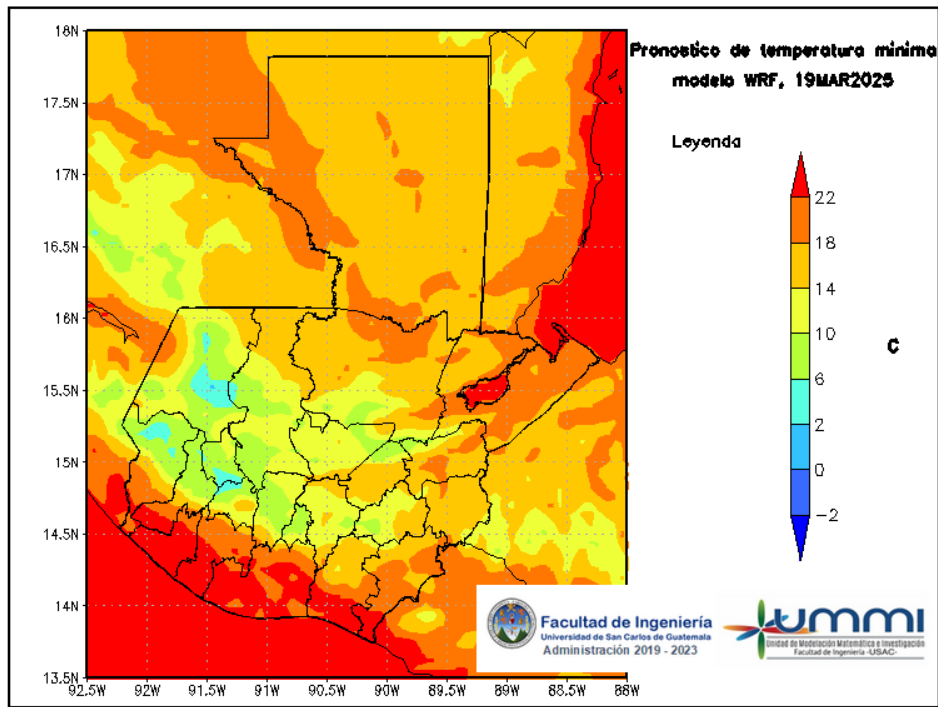 Pronostico de temperatura minima
modelo WRF, 19MAR2025
Leyenda
22
18
14
10
6
2
0
−2
C
18N
17.5N
17N
16.5N
16N
15.5N
15N
14.5N
14N
13.5N
92.5W
92W
91.5W
91W
90.5W
90W
89.5W
89W
88.5W
88W
Facultad de Ingeniería
Universidad de San Carlos de Guatemala
Administración 2019 - 2023
ummi
Unidad de Modelación Matemática e Investigación
Facultad de Ingeniería -USAC-